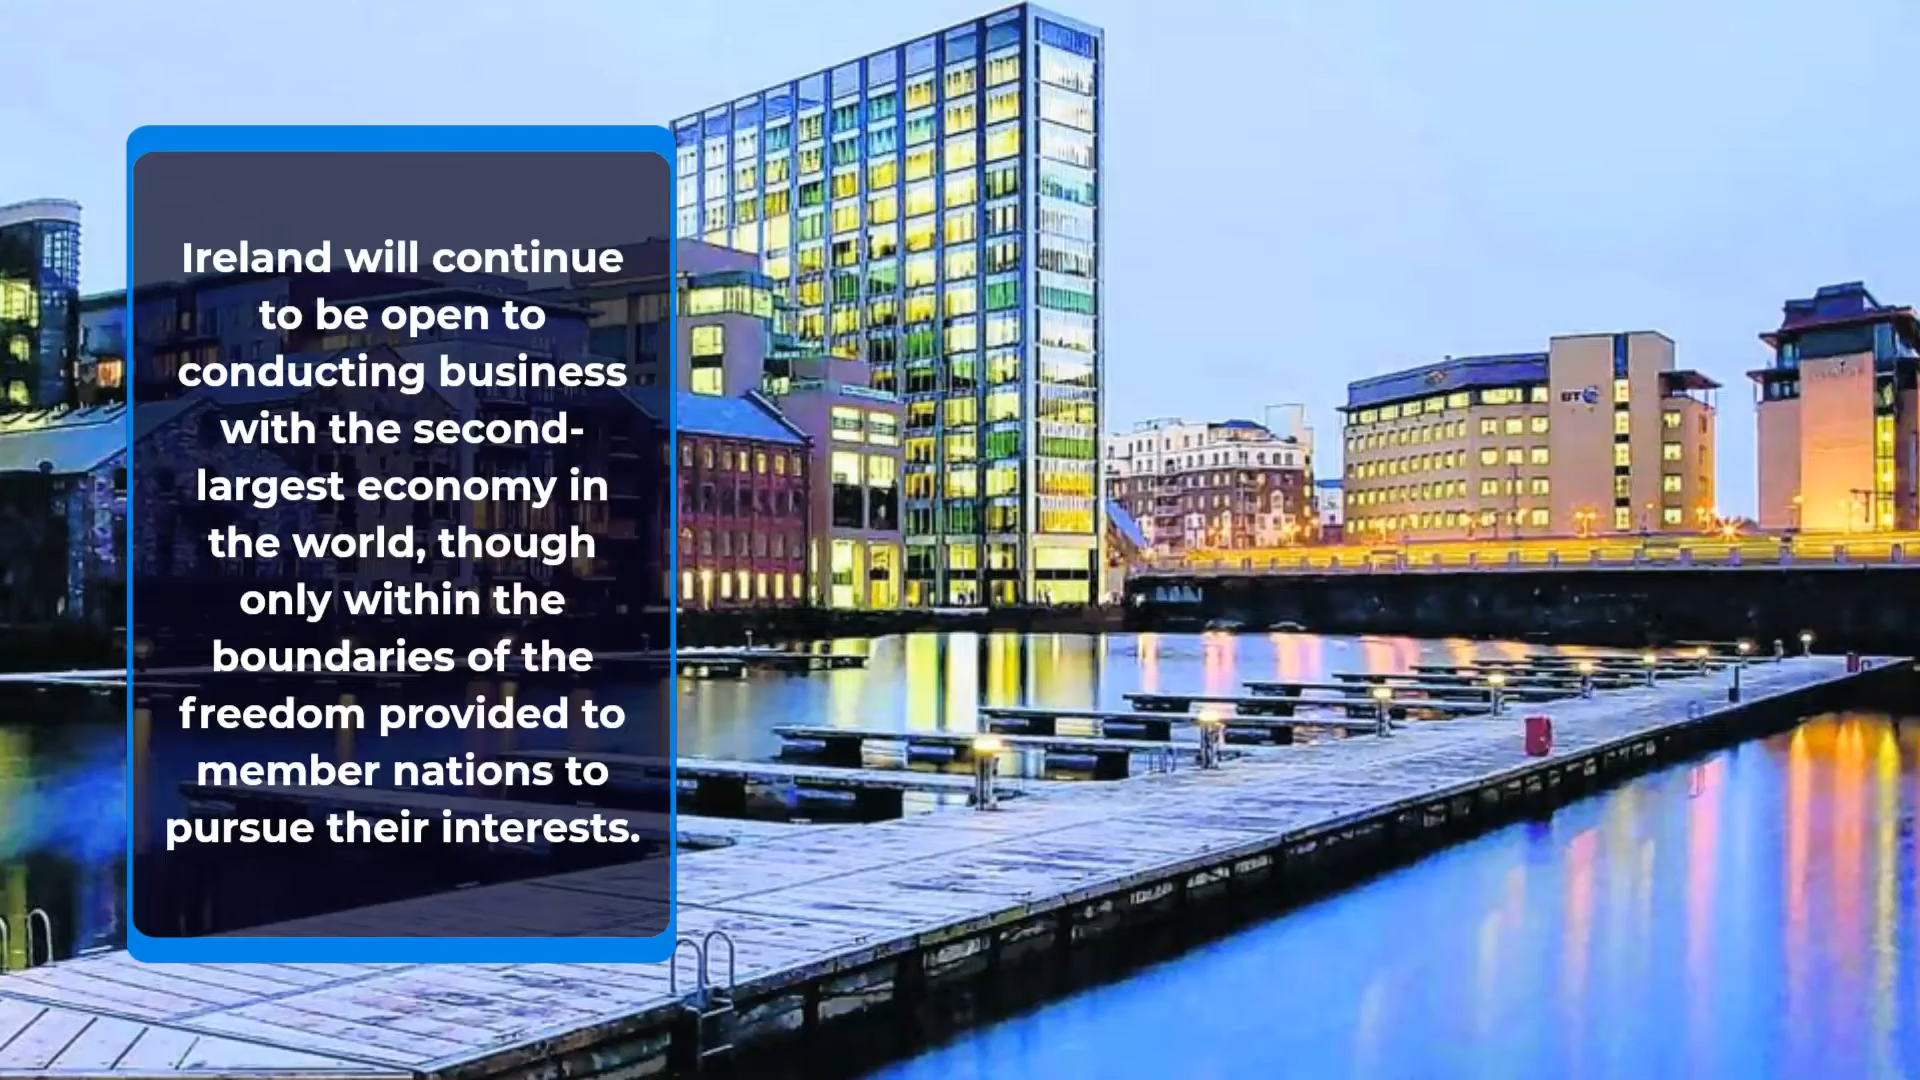 Ireland will continue
to be open to
conducting business
with the second-
largest economy in
the world, though
only within the
boundaries of the
freedom provided to
member nations to
pursue their interests.
BT